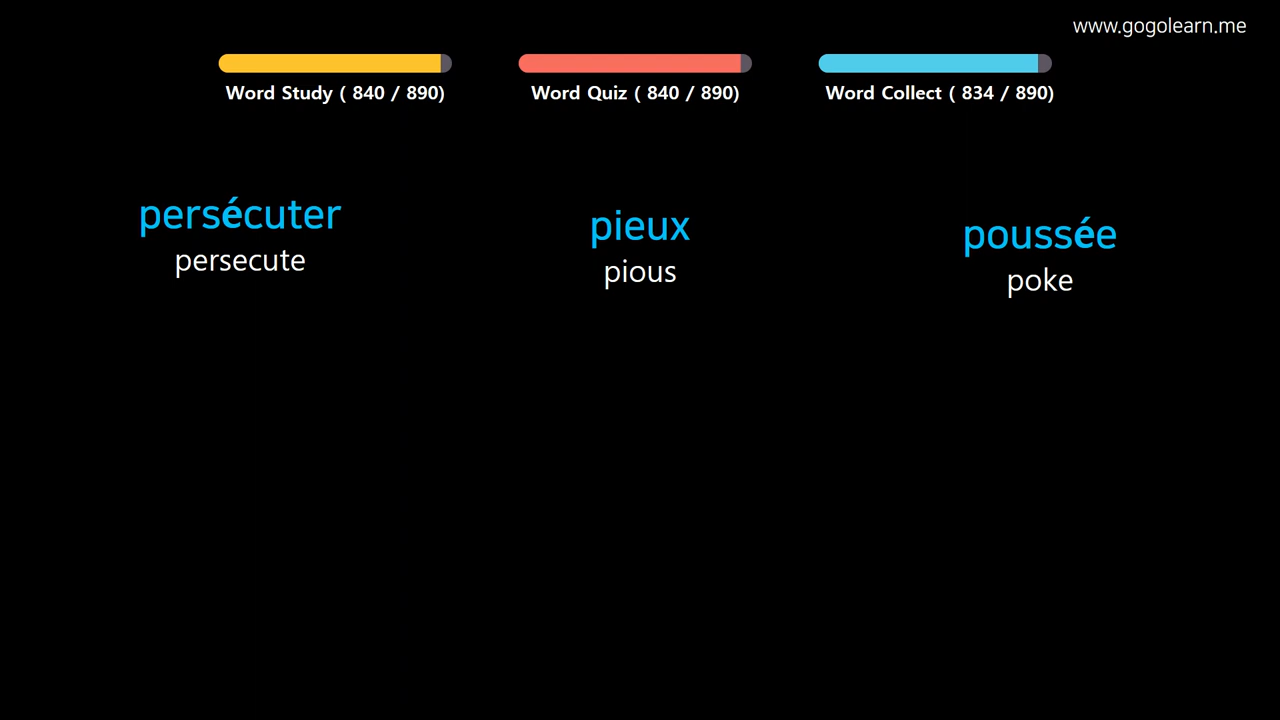 www.gogolearn.me
Word Study ( 840 / 890)
Word Quiz ( 840 / 890)
Word Collect ( 834 / 890)
persécuter
persecute
pieux
pious
poussée
poke